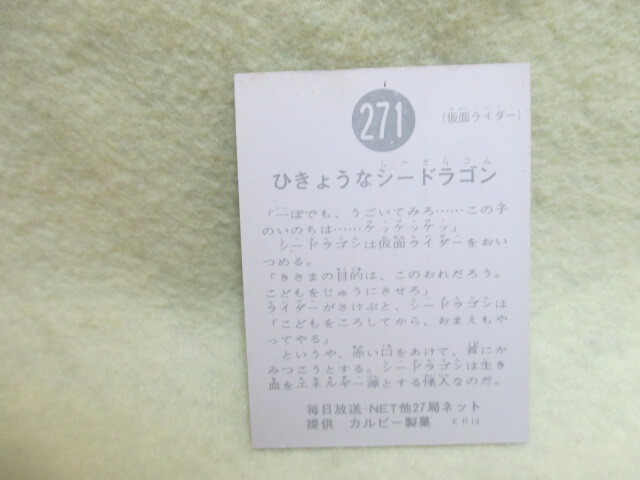 271
(仮面ライダー)
ひきょうなシードラゴン
「一ぽでも、うごいてみろ……この子
のいのちは……ケッケッケッ」
シードラゴンは仮面ライダーをおい
つめる。
「きさまの目的は、このおれだろう。
こどもをじゆうにさせろ」
ライダーがさけぶと、シードラゴンは
「こどもをころしてから、おまえもや
ってやる」
というや、赤い口をあけて、首にか
みつこうとする。シードラゴンは生き
血をエネルギー源とする怪人なのだ。
毎日放送・NET他27局ネット
提供 カルビー製菓 KR14